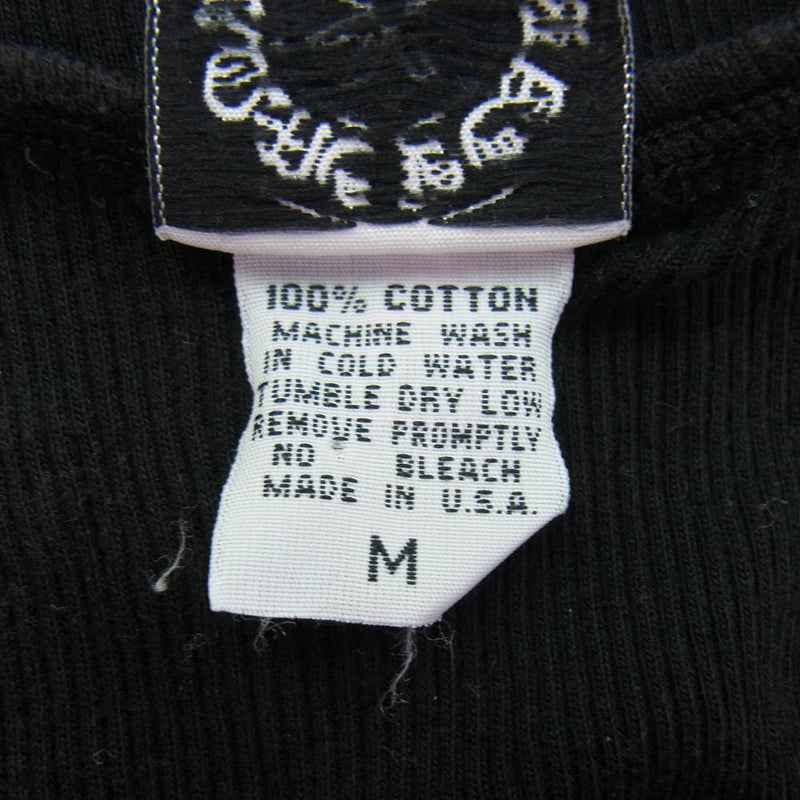 100% COTTON
MACHINE WASH
IN COLD WATER
TUMBLE DRY LOW
REMOVE PROMPTLY
NO BLEACH
MADE IN U.S.A.
M